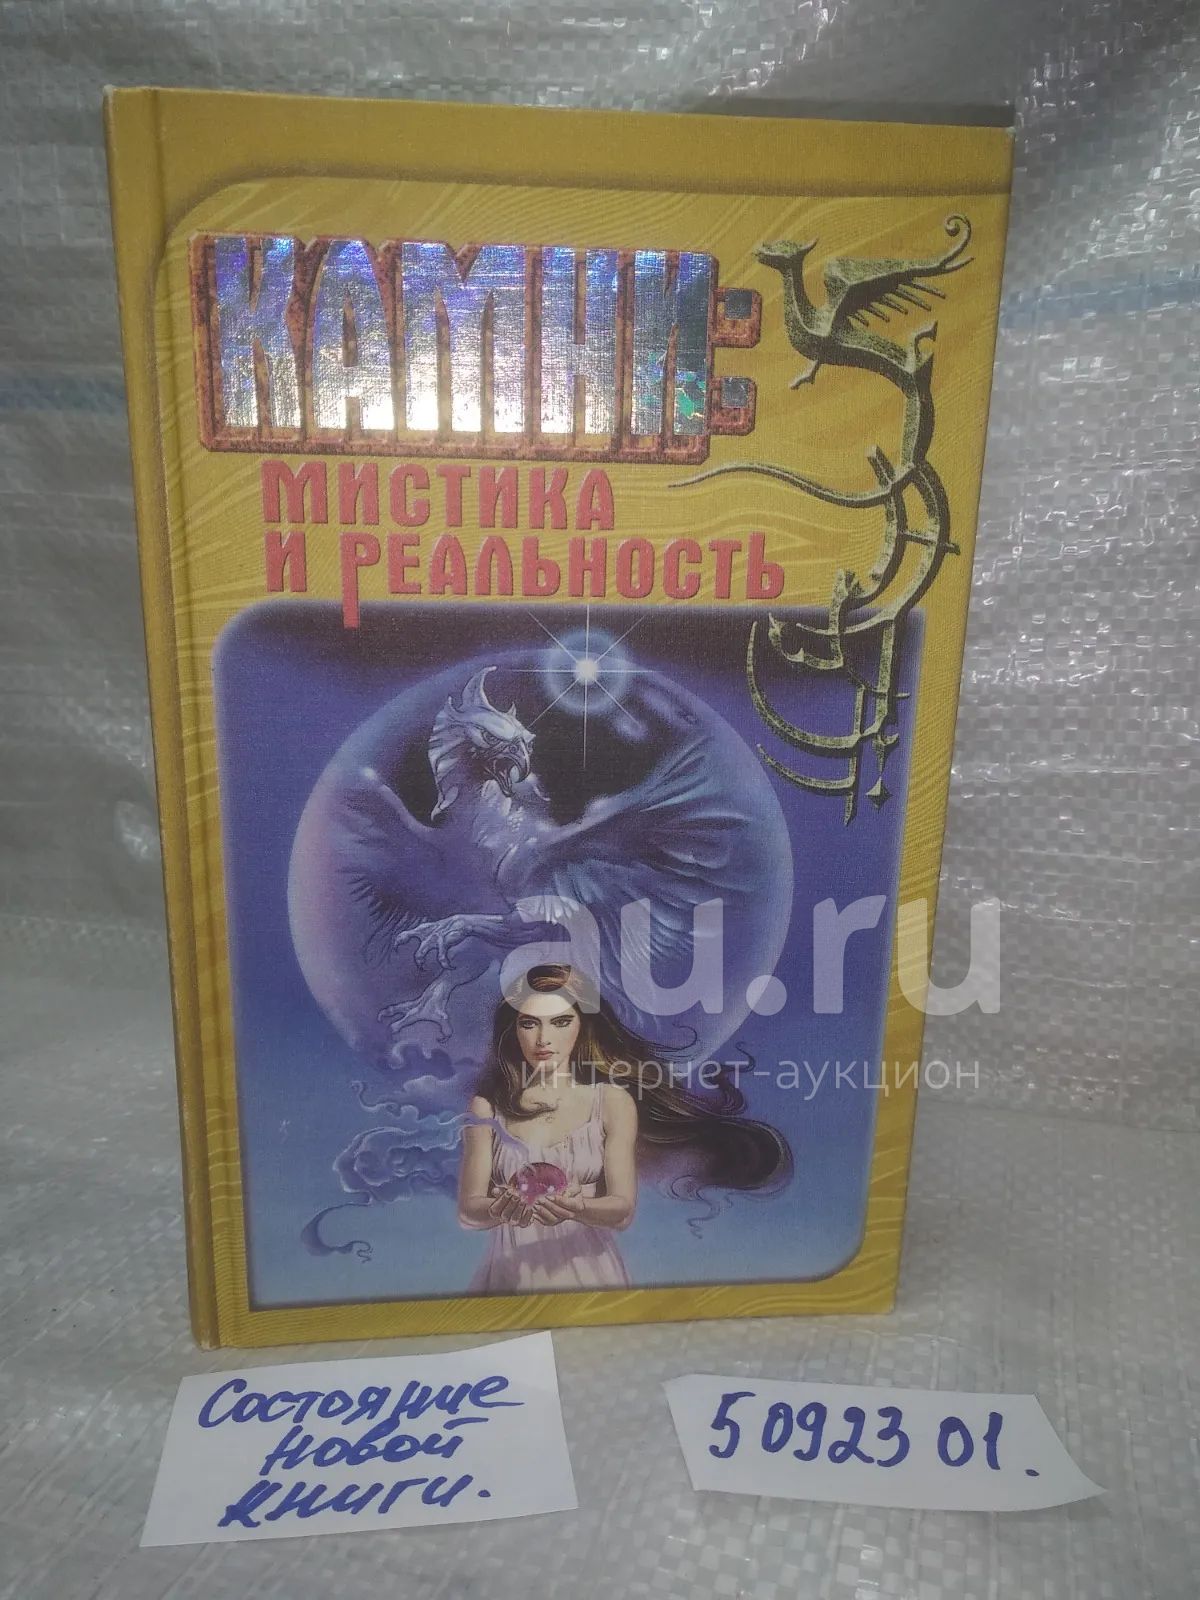 КАМНИ:
МИСТИКА
И РЕАЛЬНОСТЬ
au.ru
интернет-аукцион
Состояние
новой
книги.
5 0923 01.